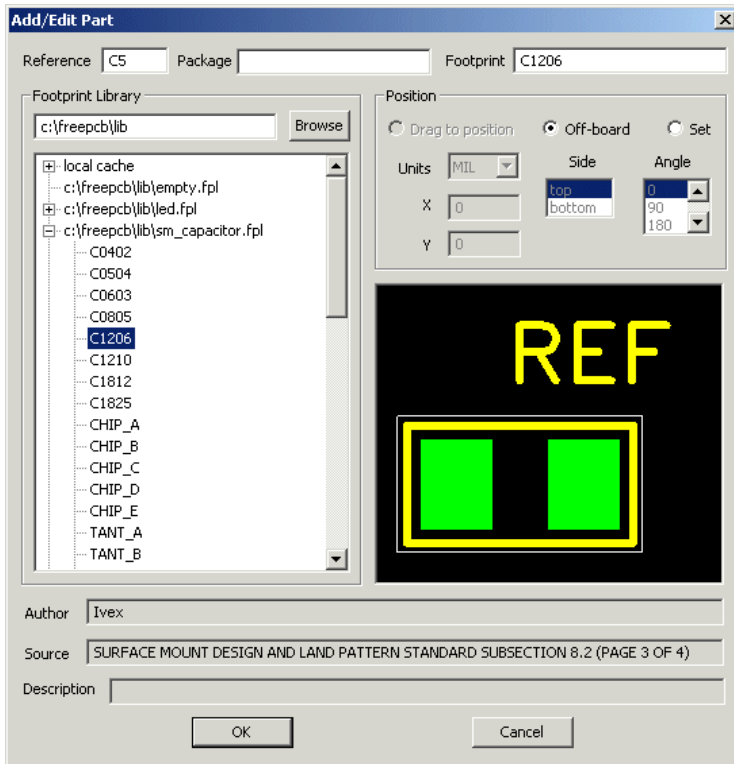 Add/Edit Part
Reference C5 Package Footprint C1206
Footprint Library
c:\freepcb\lib Browse
local cache
c:\freepcb\lib\empty.fpl
c:\freepcb\lib\led.fpl
c:\freepcb\lib\sm_capacitor.fpl
C0402
C0504
C0603
C0805
C1206
C1210
C1812
C1825
CHIP_A
CHIP_B
CHIP_C
CHIP_D
CHIP_E
TANT_A
TANT_B
Position
Drag to position Off-board Set
Units MIL Side Angle
top 0
X 0 bottom 90
180
Y 0
REF
Author Ivex
Source SURFACE MOUNT DESIGN AND LAND PATTERN STANDARD SUBSECTION 8.2 (PAGE 3 OF 4)
Description
OK Cancel